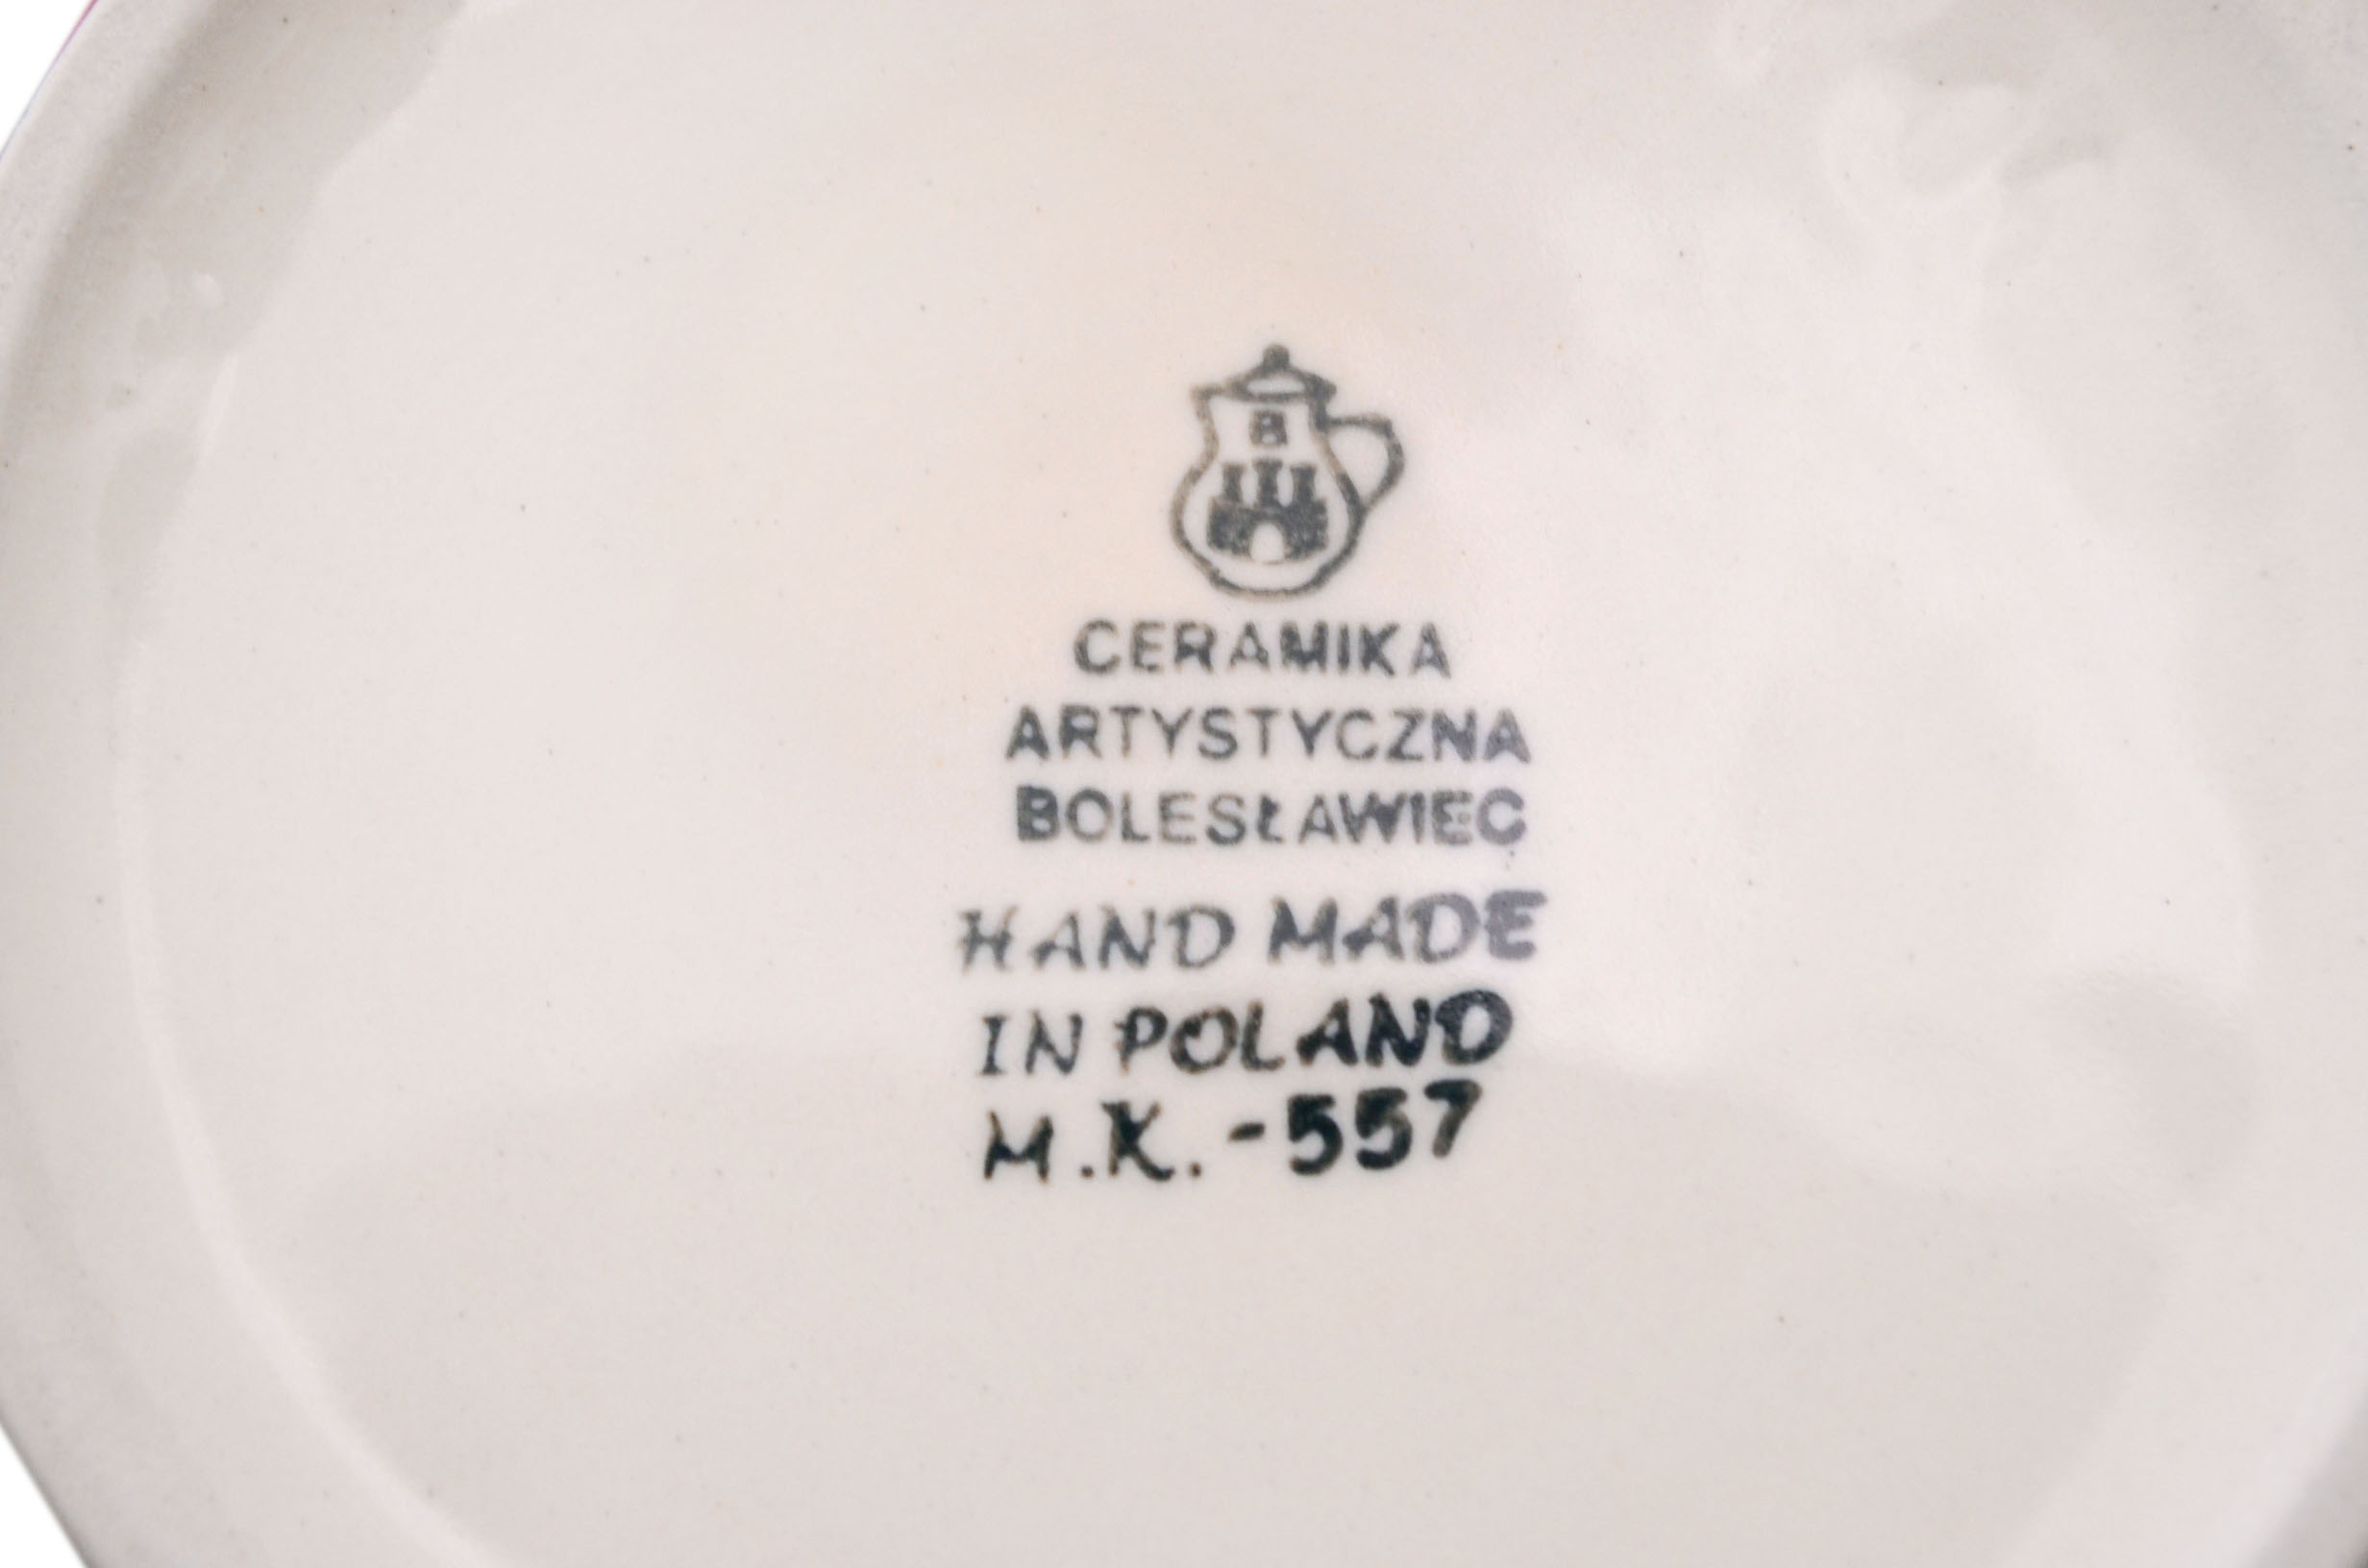 B
CERAMIKA
ARTYSTYCZNA
BOLESŁAWIEC
HAND MADE
IN POLAND
M.K.-557